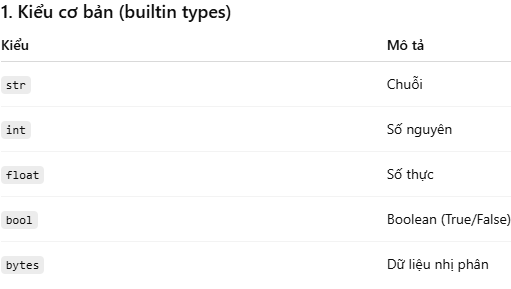 1. Kiểu cơ bản (builtin types)
Kiểu Mô tả
str Chuỗi
int Số nguyên
float Số thực
bool Boolean (True/False)
bytes Dữ liệu nhị phân